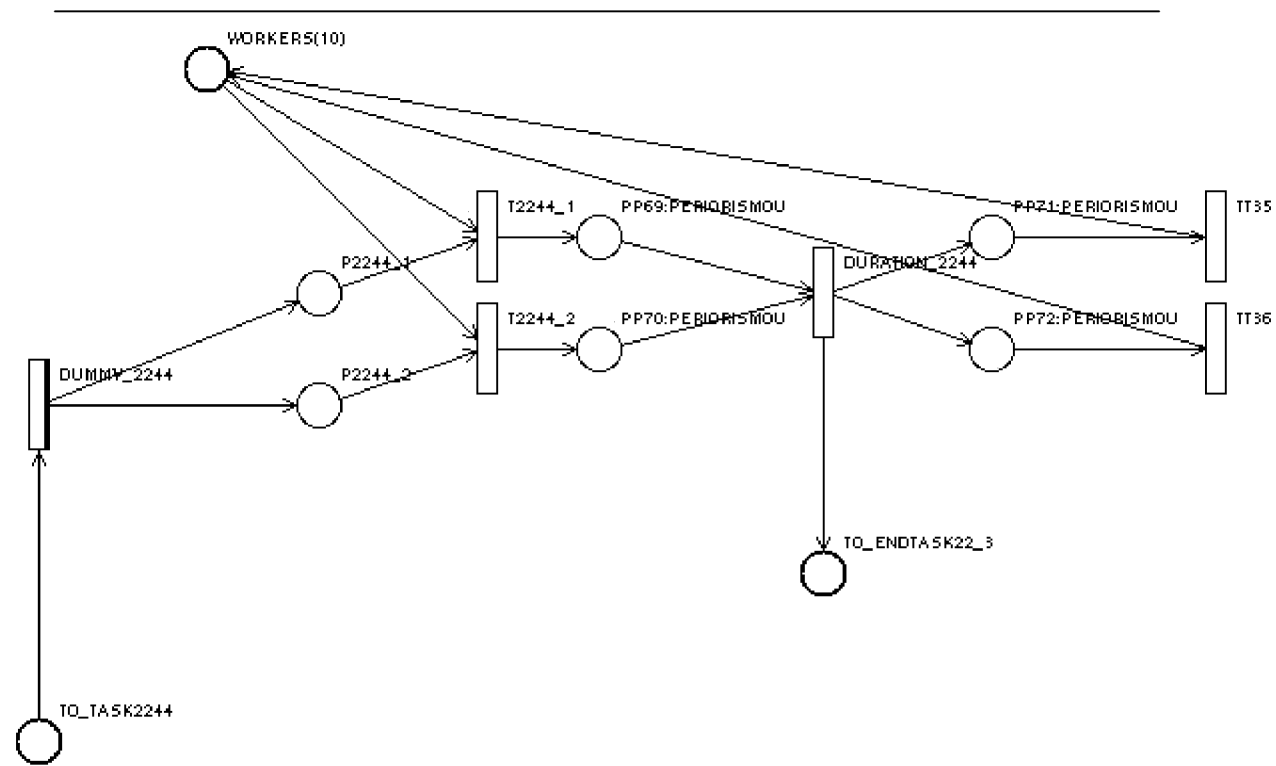 WORKERS(10)
T2244_1
PP69:PERIORISMOU
PP71:PERIORISMOU
TT35
P2244_1
DURATION_2244
T2244_2
PP70:PERIORISMOU
PP72:PERIORISMOU
TT36
DUMMY_2244
P2244_2
TO_ENDTASK22_3
TO_TASK2244